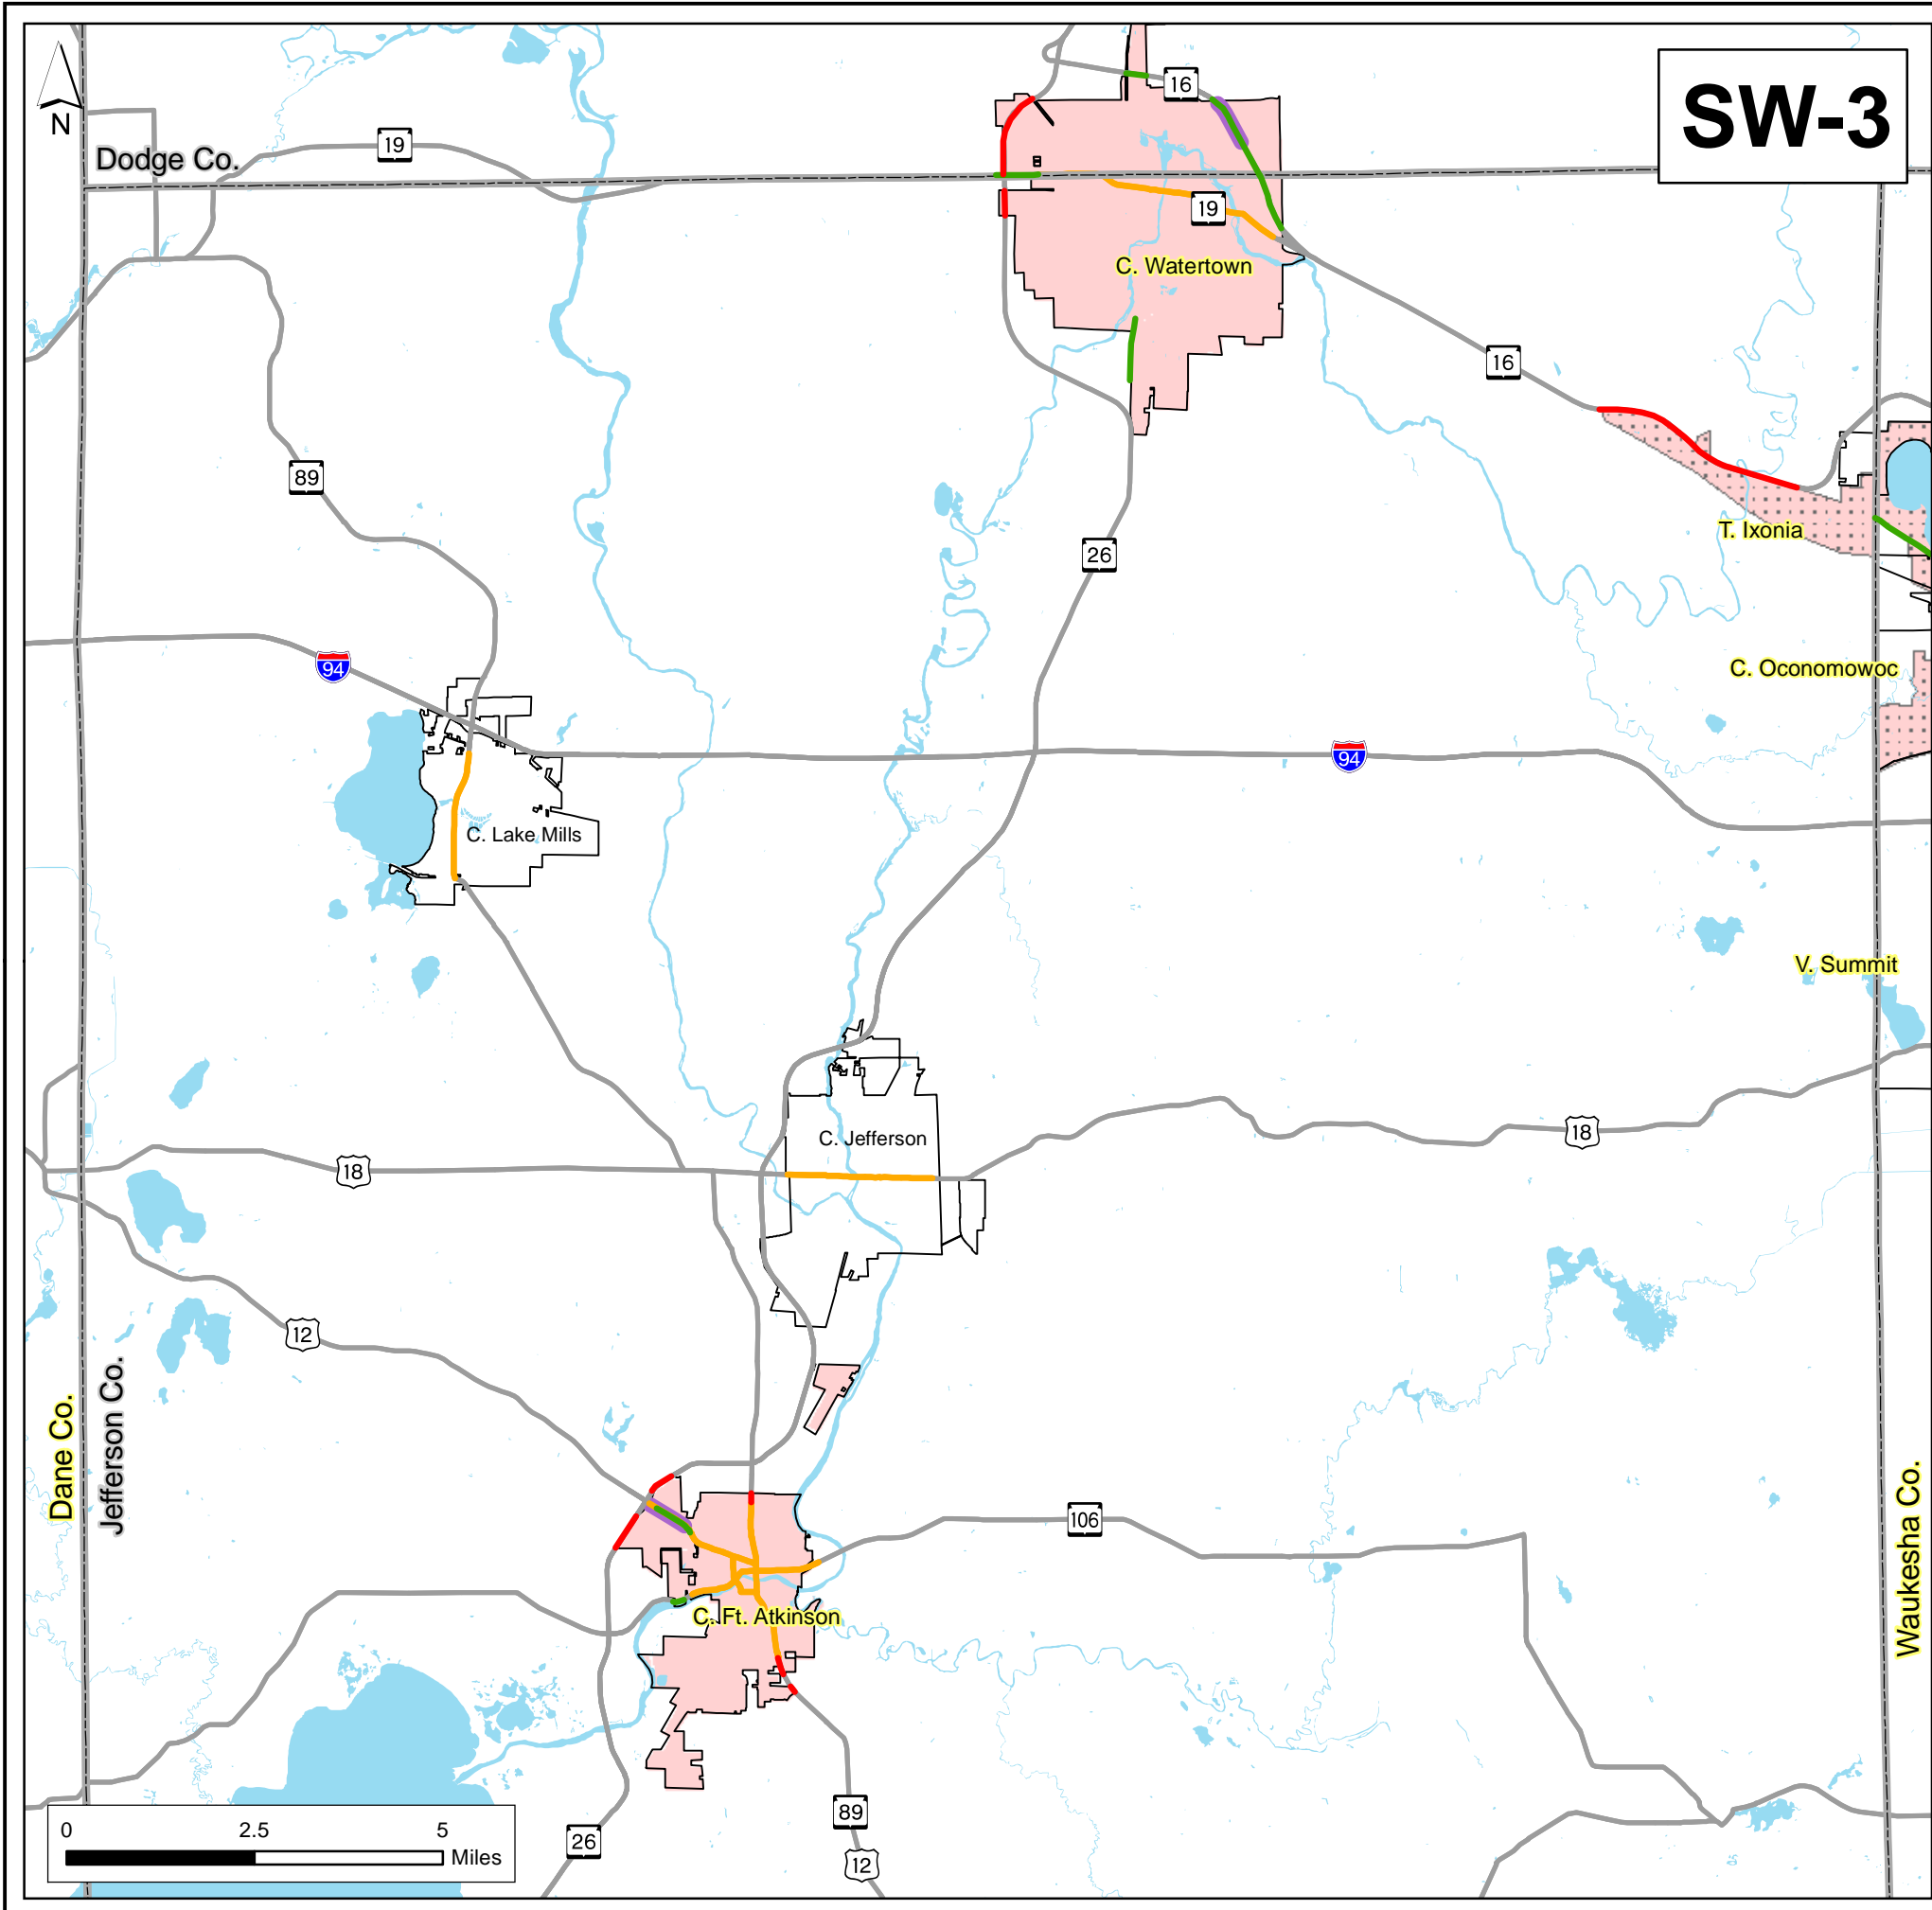 SW-3
16
N
19
Dodge Co.
19
C. Watertown
16
89
T. Ixonia
26
94
C. Oconomowoc
94
C. Lake Mills
V. Summit
C. Jefferson
18
18
12
Dane Co.
Jefferson Co.
106
Waukesha Co.
C. Ft. Atkinson
89
26
12
0 2.5 5
Miles